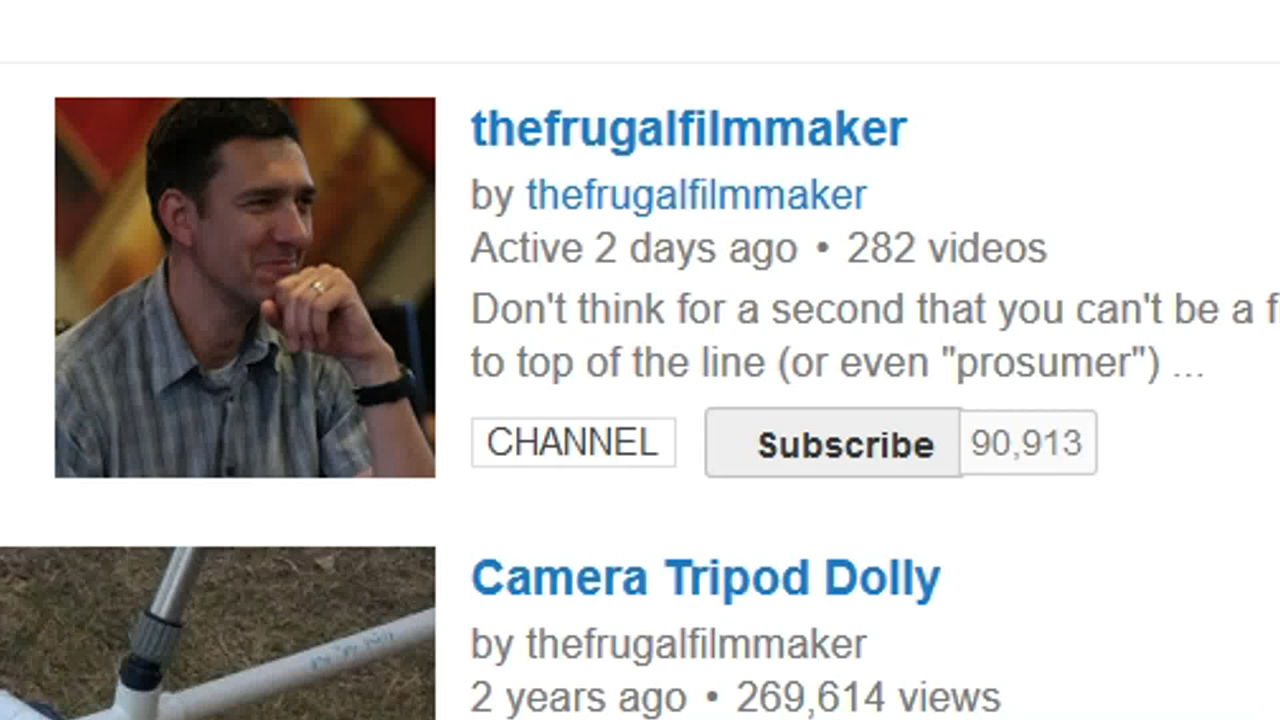 thefrugalfilmmaker
by thefrugalfilmmaker
Active 2 days ago • 282 videos
Don't think for a second that you can't be a f
to top of the line (or even "prosumer") ...
CHANNEL Subscribe 90,913
Camera Tripod Dolly
by thefrugalfilmmaker
2 years ago • 269,614 views